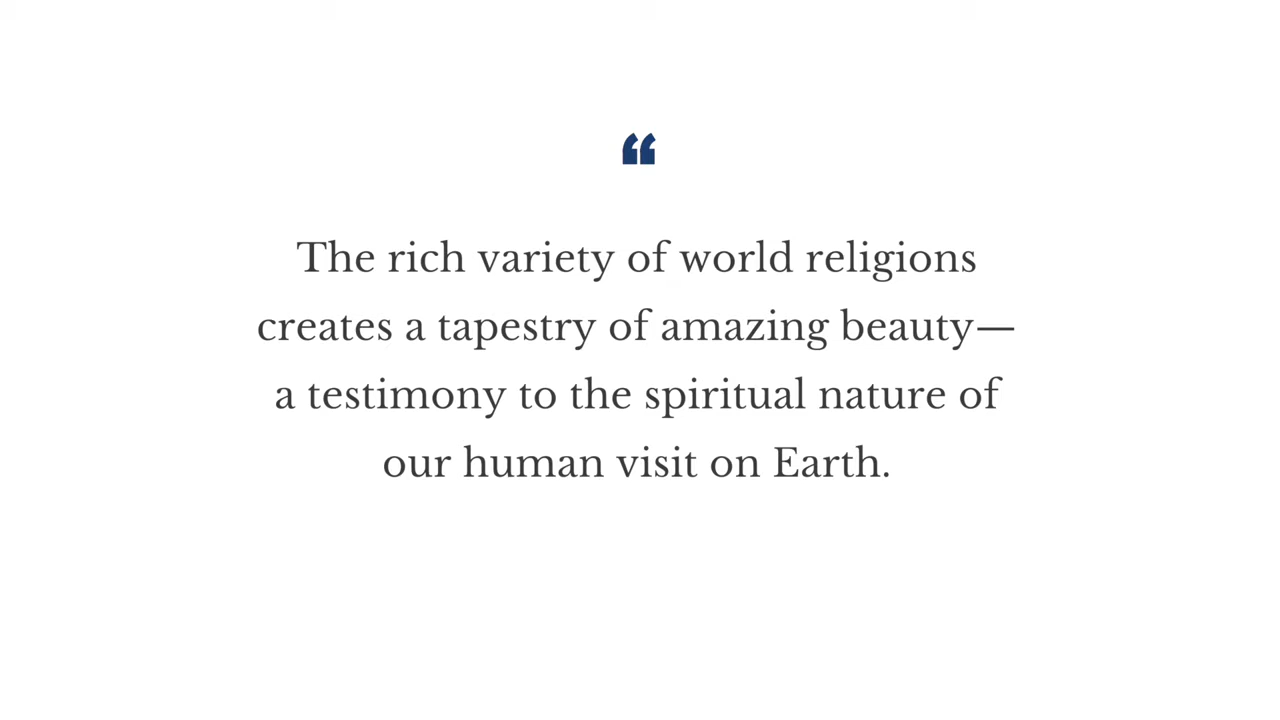 “
The rich variety of world religions
creates a tapestry of amazing beauty—
a testimony to the spiritual nature of
our human visit on Earth.